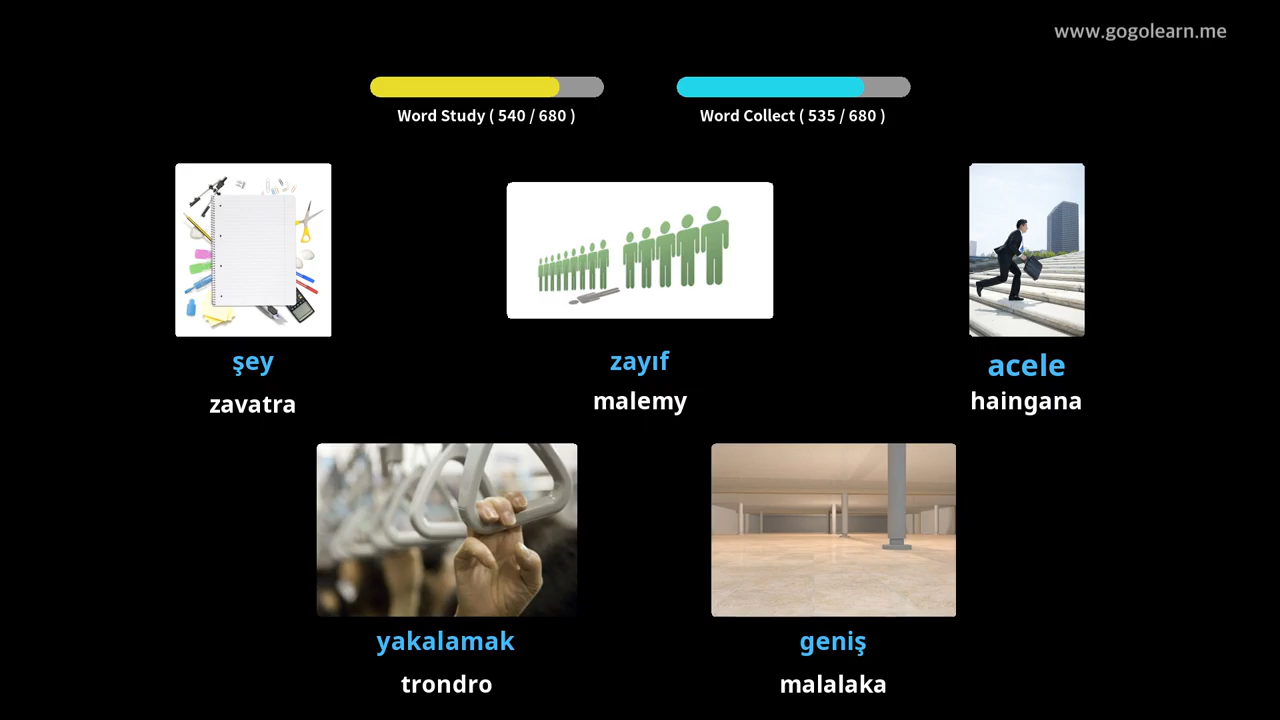 www.gogolearn.me
Word Study ( 540 / 680 )
Word Collect ( 535 / 680 )
şey
zavatra
zayıf
malemy
acele
haingana
yakalamak
trondro
geniş
malalaka